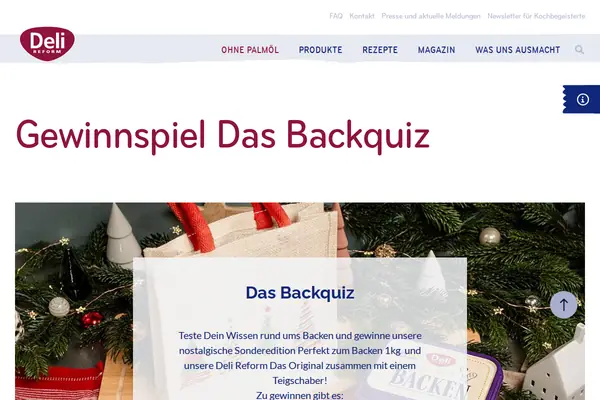 FAQ Kontakt Presse und aktuelle Meldungen Newsletter für Kochbegeisterte
Deli
REFORM
OHNE PALMÖL PRODUKTE REZEPTE MAGAZIN WAS UNS AUSMACHT
Gewinnspiel Das Backquiz
Das Backquiz
Teste Dein Wissen rund ums Backen und gewinne unsere
nostalgische Sonderedition Perfekt zum Backen 1kg und
unsere Deli Reform Das Original zusammen mit einem
Teigschaber!
Zu gewinnen gibt es:
Deli
BACKEN